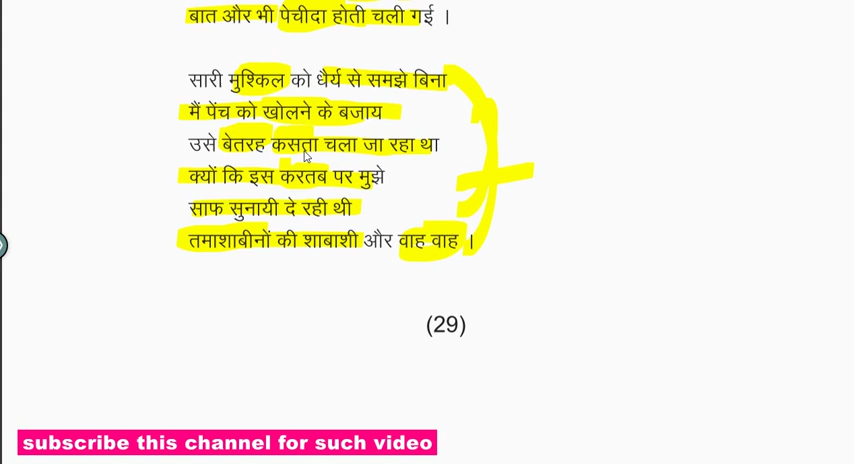 बात और भी पेचीदा होती चली गई ।
सारी मुश्किल को धैर्य से समझे बिना
मैं पेंच को खोलने के बजाय
उसे बेतरह कसता चला जा रहा था
क्यों कि इस करतब पर मुझे
साफ सुनायी दे रही थी
तमाशाबीनों की शाबाशी और वाह वाह ।
(29)
subscribe this channel for such video